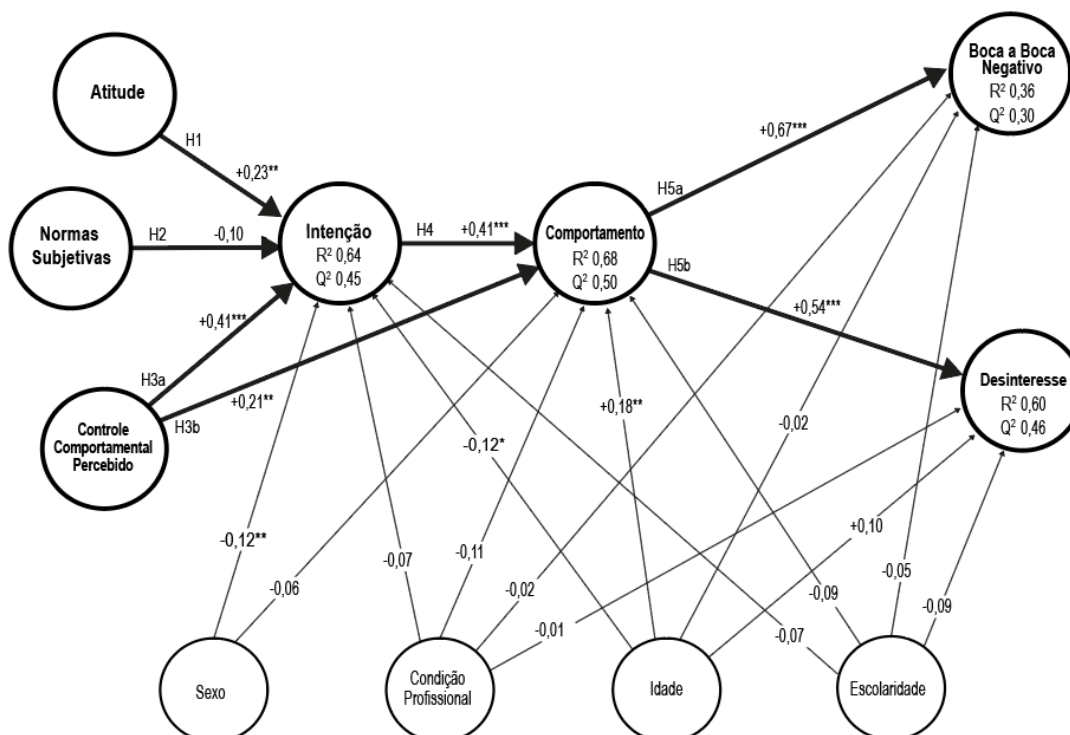 Atitude
H1
+0,23**
Normas
Subjetivas
H2
-0,10
Controle
Comportamental
Percebido
H3a
+0,41***
H3b
+0,21**
Intenção
R² 0,64
Q² 0,45
H4
+0,41***
Comportamento
R² 0,68
Q² 0,50
H5a
+0,67***
H5b
+0,54***
Boca a Boca
Negativo
R² 0,36
Q² 0,30
Desinteresse
R² 0,60
Q² 0,46
+0,18**
-0,12*
-0,02
+0,10
-0,12**
-0,06
-0,07
-0,11
-0,02
-0,01
-0,09
-0,07
-0,05
-0,09
Sexo
Condição
Profissional
Idade
Escolaridade